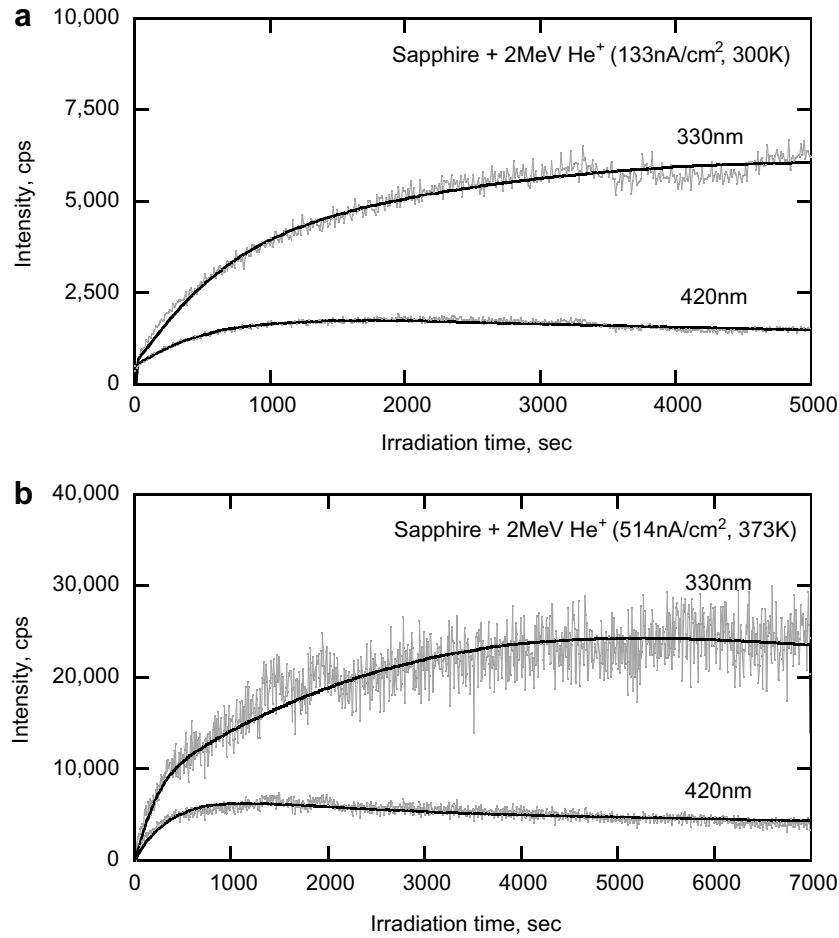 a
10,000
Sapphire + 2MeV He+ (133nA/cm2, 300K)
7,500
330nm
Intensity, cps
5,000
2,500
420nm
0
0 1000 2000 3000 4000 5000
Irradiation time, sec
b
40,000
Sapphire + 2MeV He+ (514nA/cm2, 373K)
30,000
330nm
Intensity, cps
20,000
10,000
420nm
0
0 1000 2000 3000 4000 5000 6000 7000
Irradiation time, sec